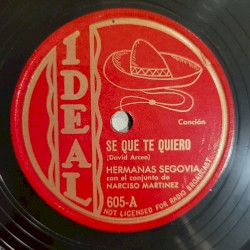 IDEAL
Canción
SE QUE TE QUIERO
(David Arceo)
HERMANAS SEGOVIA
con el conjunto de
NARCISO MARTINEZ
605-A
NOT LICENSED FOR RADIO BROADCAST